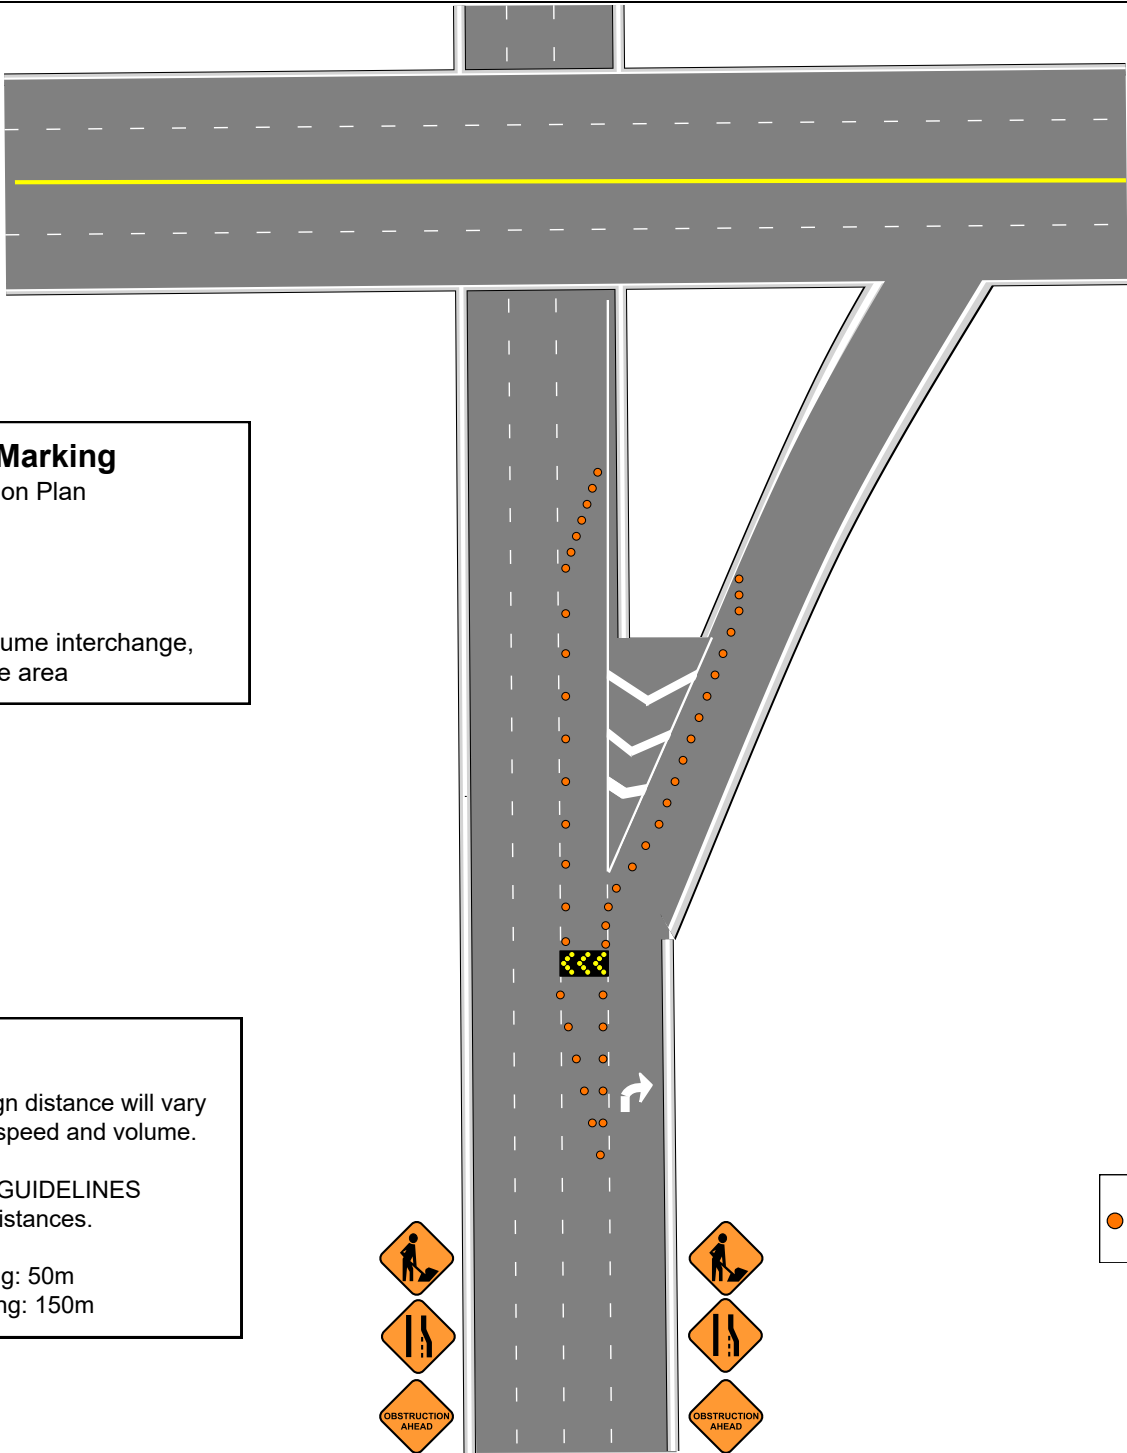 Marking
on Plan
ume interchange,
e area
gn distance will vary
speed and volume.
GUIDELINES
istances.
g: 50m
ng: 150m
OBSTRUCTION
AHEAD
OBSTRUCTION
AHEAD